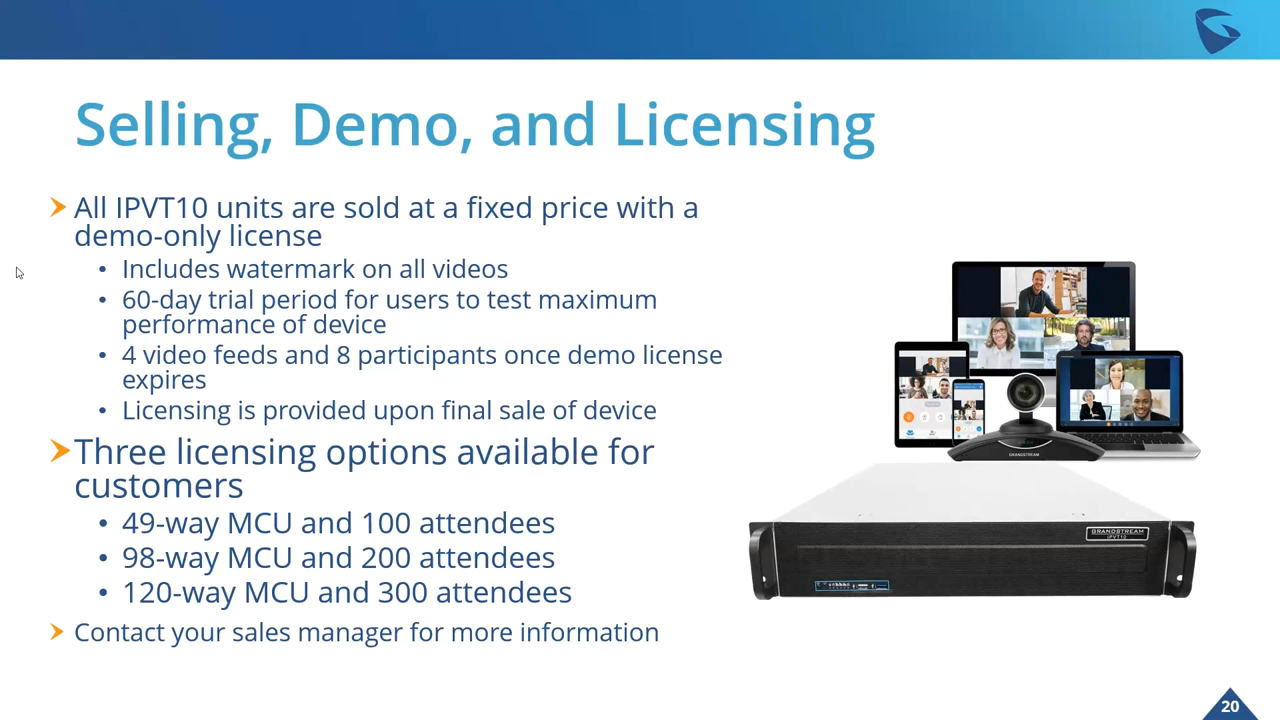 Selling, Demo, and Licensing
All IPVT10 units are sold at a fixed price with a
demo-only license
• Includes watermark on all videos
• 60-day trial period for users to test maximum
performance of device
• 4 video feeds and 8 participants once demo license
expires
• Licensing is provided upon final sale of device
Three licensing options available for
customers
• 49-way MCU and 100 attendees
• 98-way MCU and 200 attendees
• 120-way MCU and 300 attendees
Contact your sales manager for more information
GRANDSTREAM
GRANDSTREAM
IPVT10
20